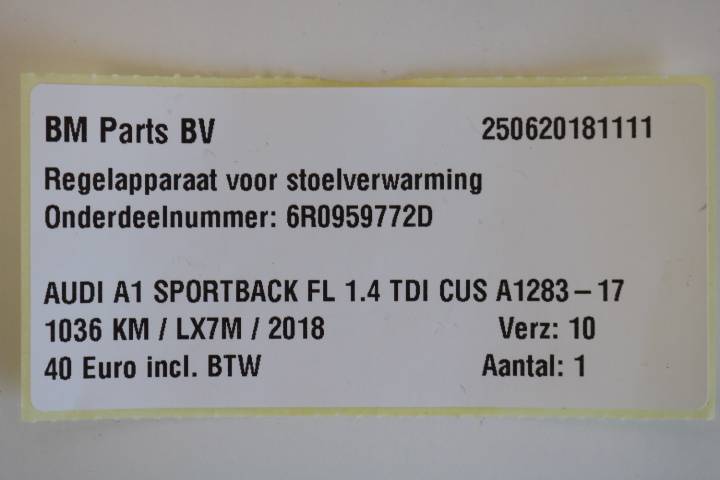 BM Parts BV 250620181111
Regelapparaat voor stoelverwarming
Onderdeelnummer: 6R0959772D
AUDI A1 SPORTBACK FL 1.4 TDI CUS A1283-17
1036 KM / LX7M / 2018 Verz: 10
40 Euro incl. BTW Aantal: 1